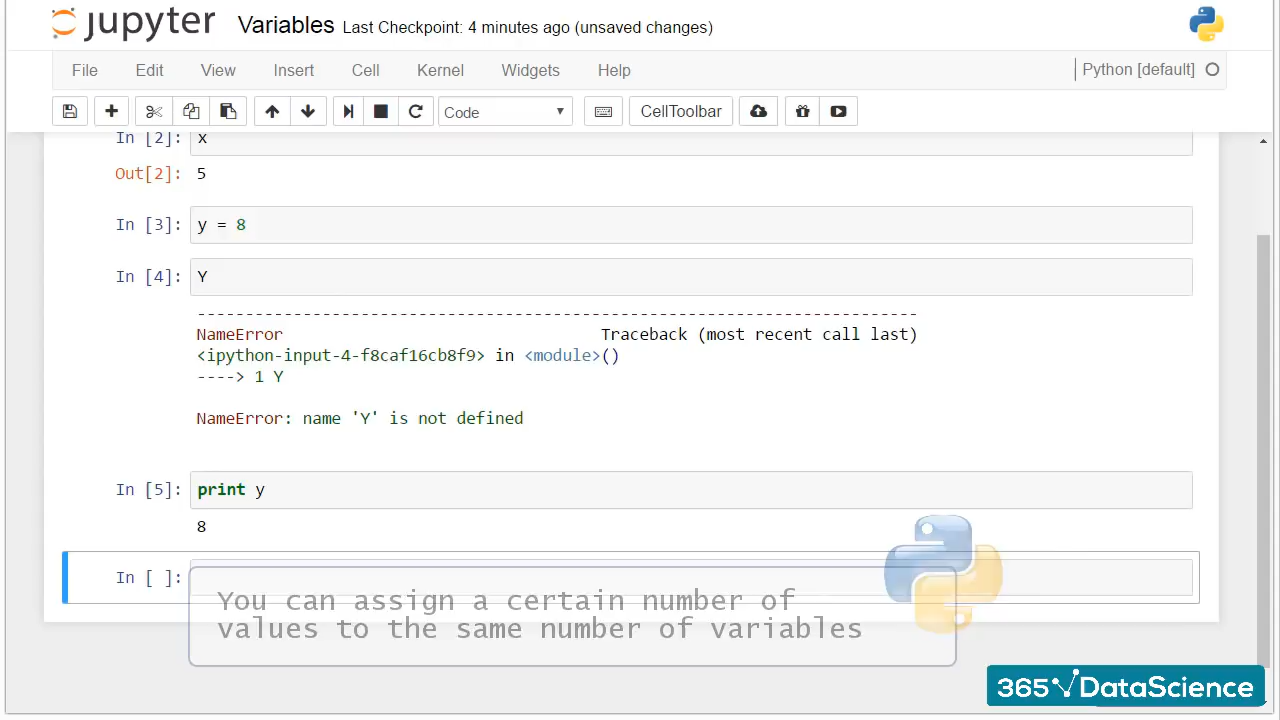 jupyter Variables Last Checkpoint: 4 minutes ago (unsaved changes)
File Edit View Insert Cell Kernel Widgets Help Python [default]
Code CellToolbar
In [2]: x
Out[2]: 5
In [3]: y = 8
In [4]: Y
---------------------------------------------------------------------------
NameError Traceback (most recent call last)
<ipython-input-4-f8caf16cb8f9> in <module>()
----> 1 Y
NameError: name 'Y' is not defined
In [5]: print y
8
In [ ]:
You can assign a certain number of
values to the same number of variables
365 DataScience